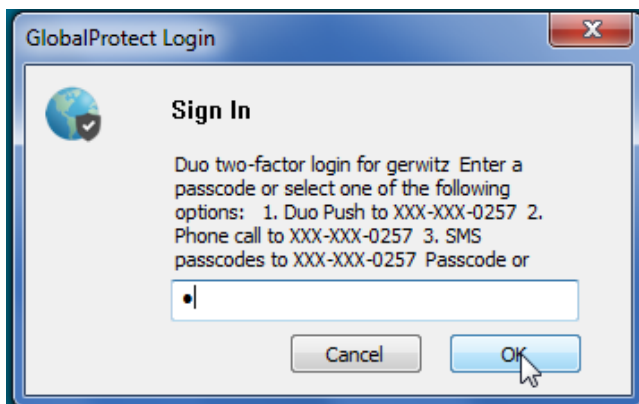 GlobalProtect Login
Sign In
Duo two-factor login for gerwitz Enter a
passcode or select one of the following
options: 1. Duo Push to XXX-XXX-0257 2.
Phone call to XXX-XXX-0257 3. SMS
passcodes to XXX-XXX-0257 Passcode or
Cancel OK